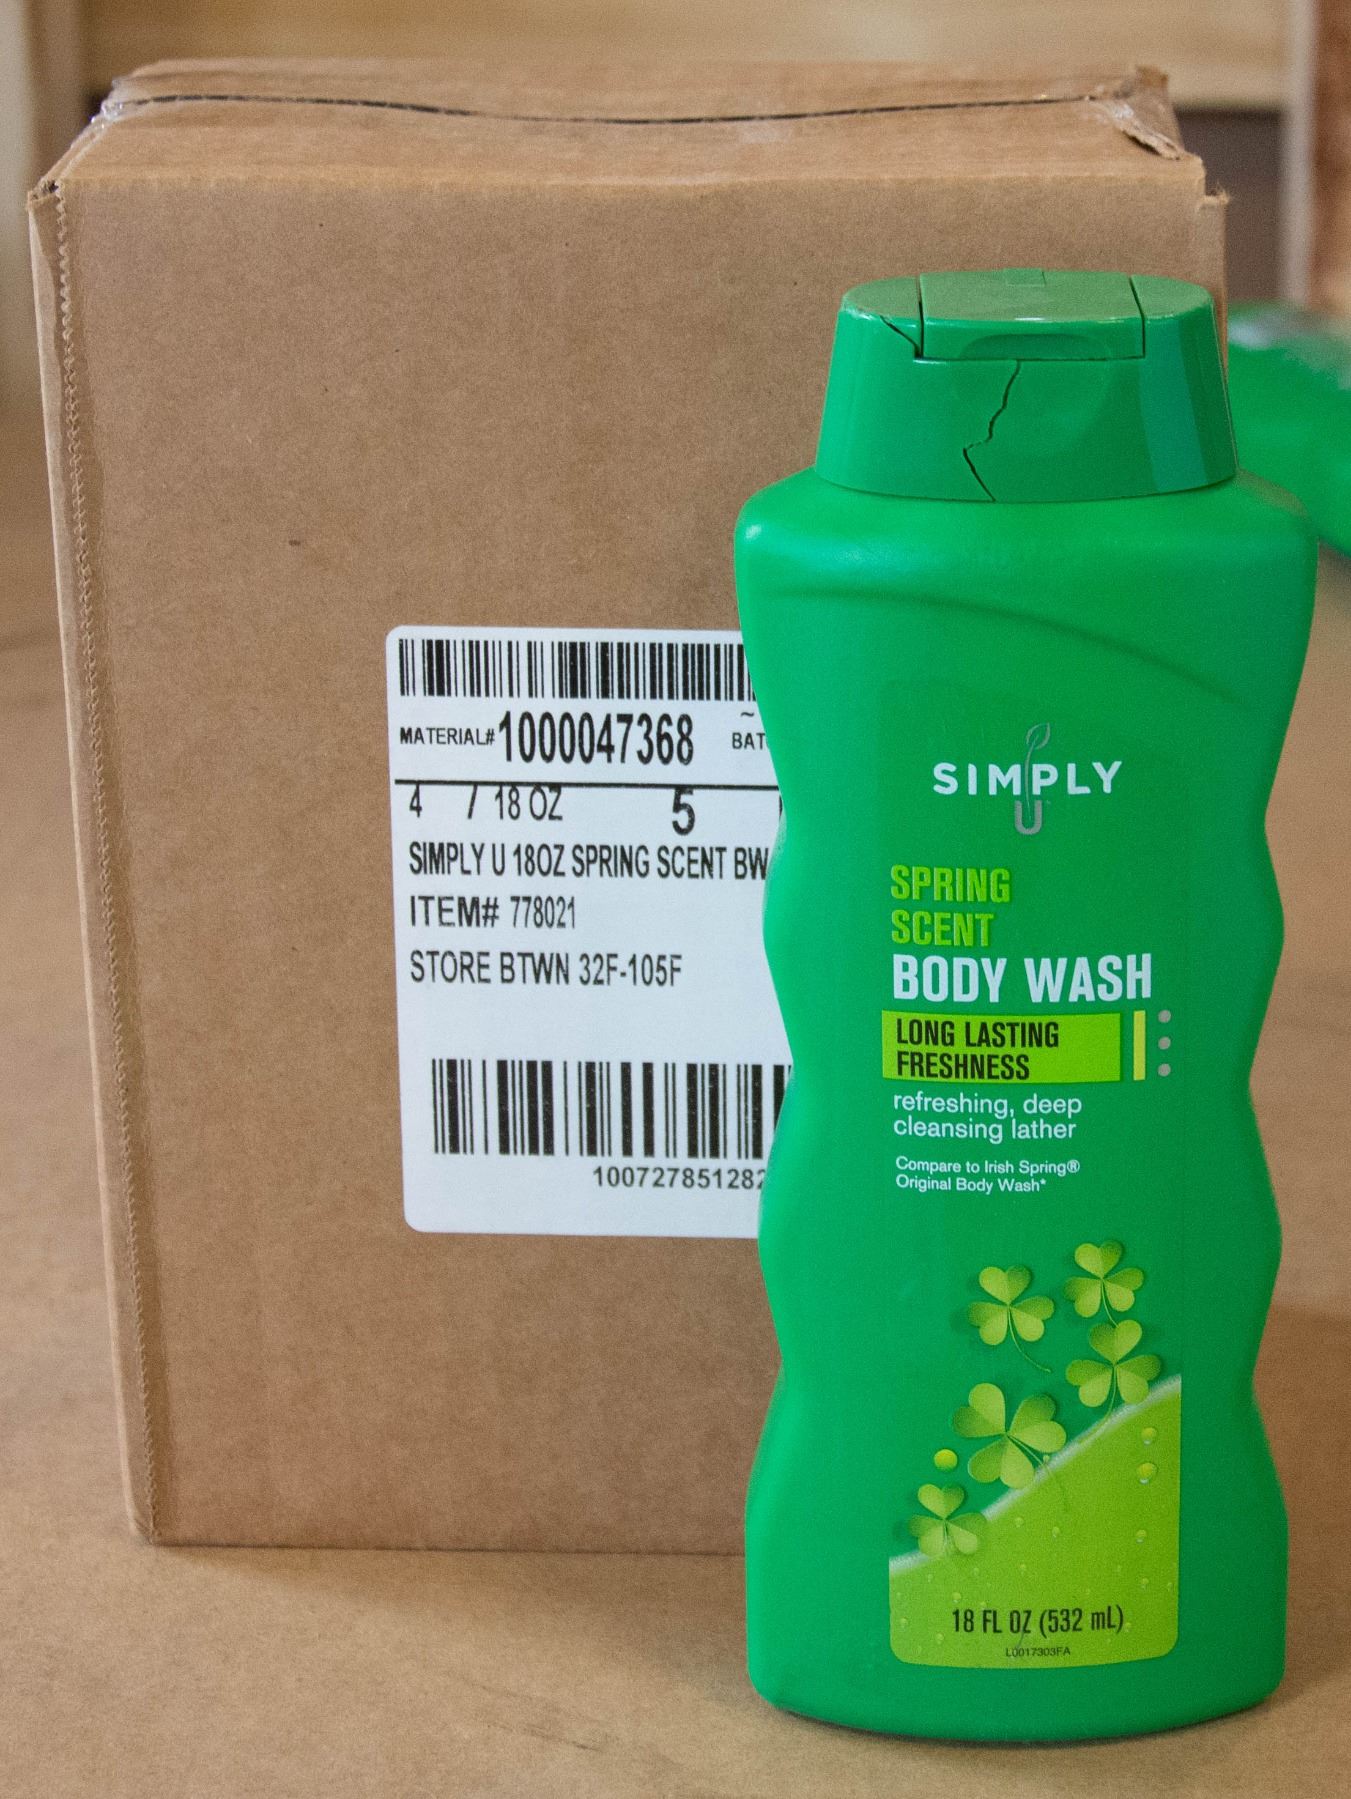 MATERIAL# 1000047368
4 / 18 OZ 5
SIMPLY U 18OZ SPRING SCENT BW
ITEM# 778021
STORE BTWN 32F-105F
SIMPLY
U
SPRING
SCENT
BODY WASH
LONG LASTING
FRESHNESS
refreshing, deep
cleansing lather
Compare to Irish Spring®
Original Body Wash*
18 FL OZ (532 mL)
L0017303FA